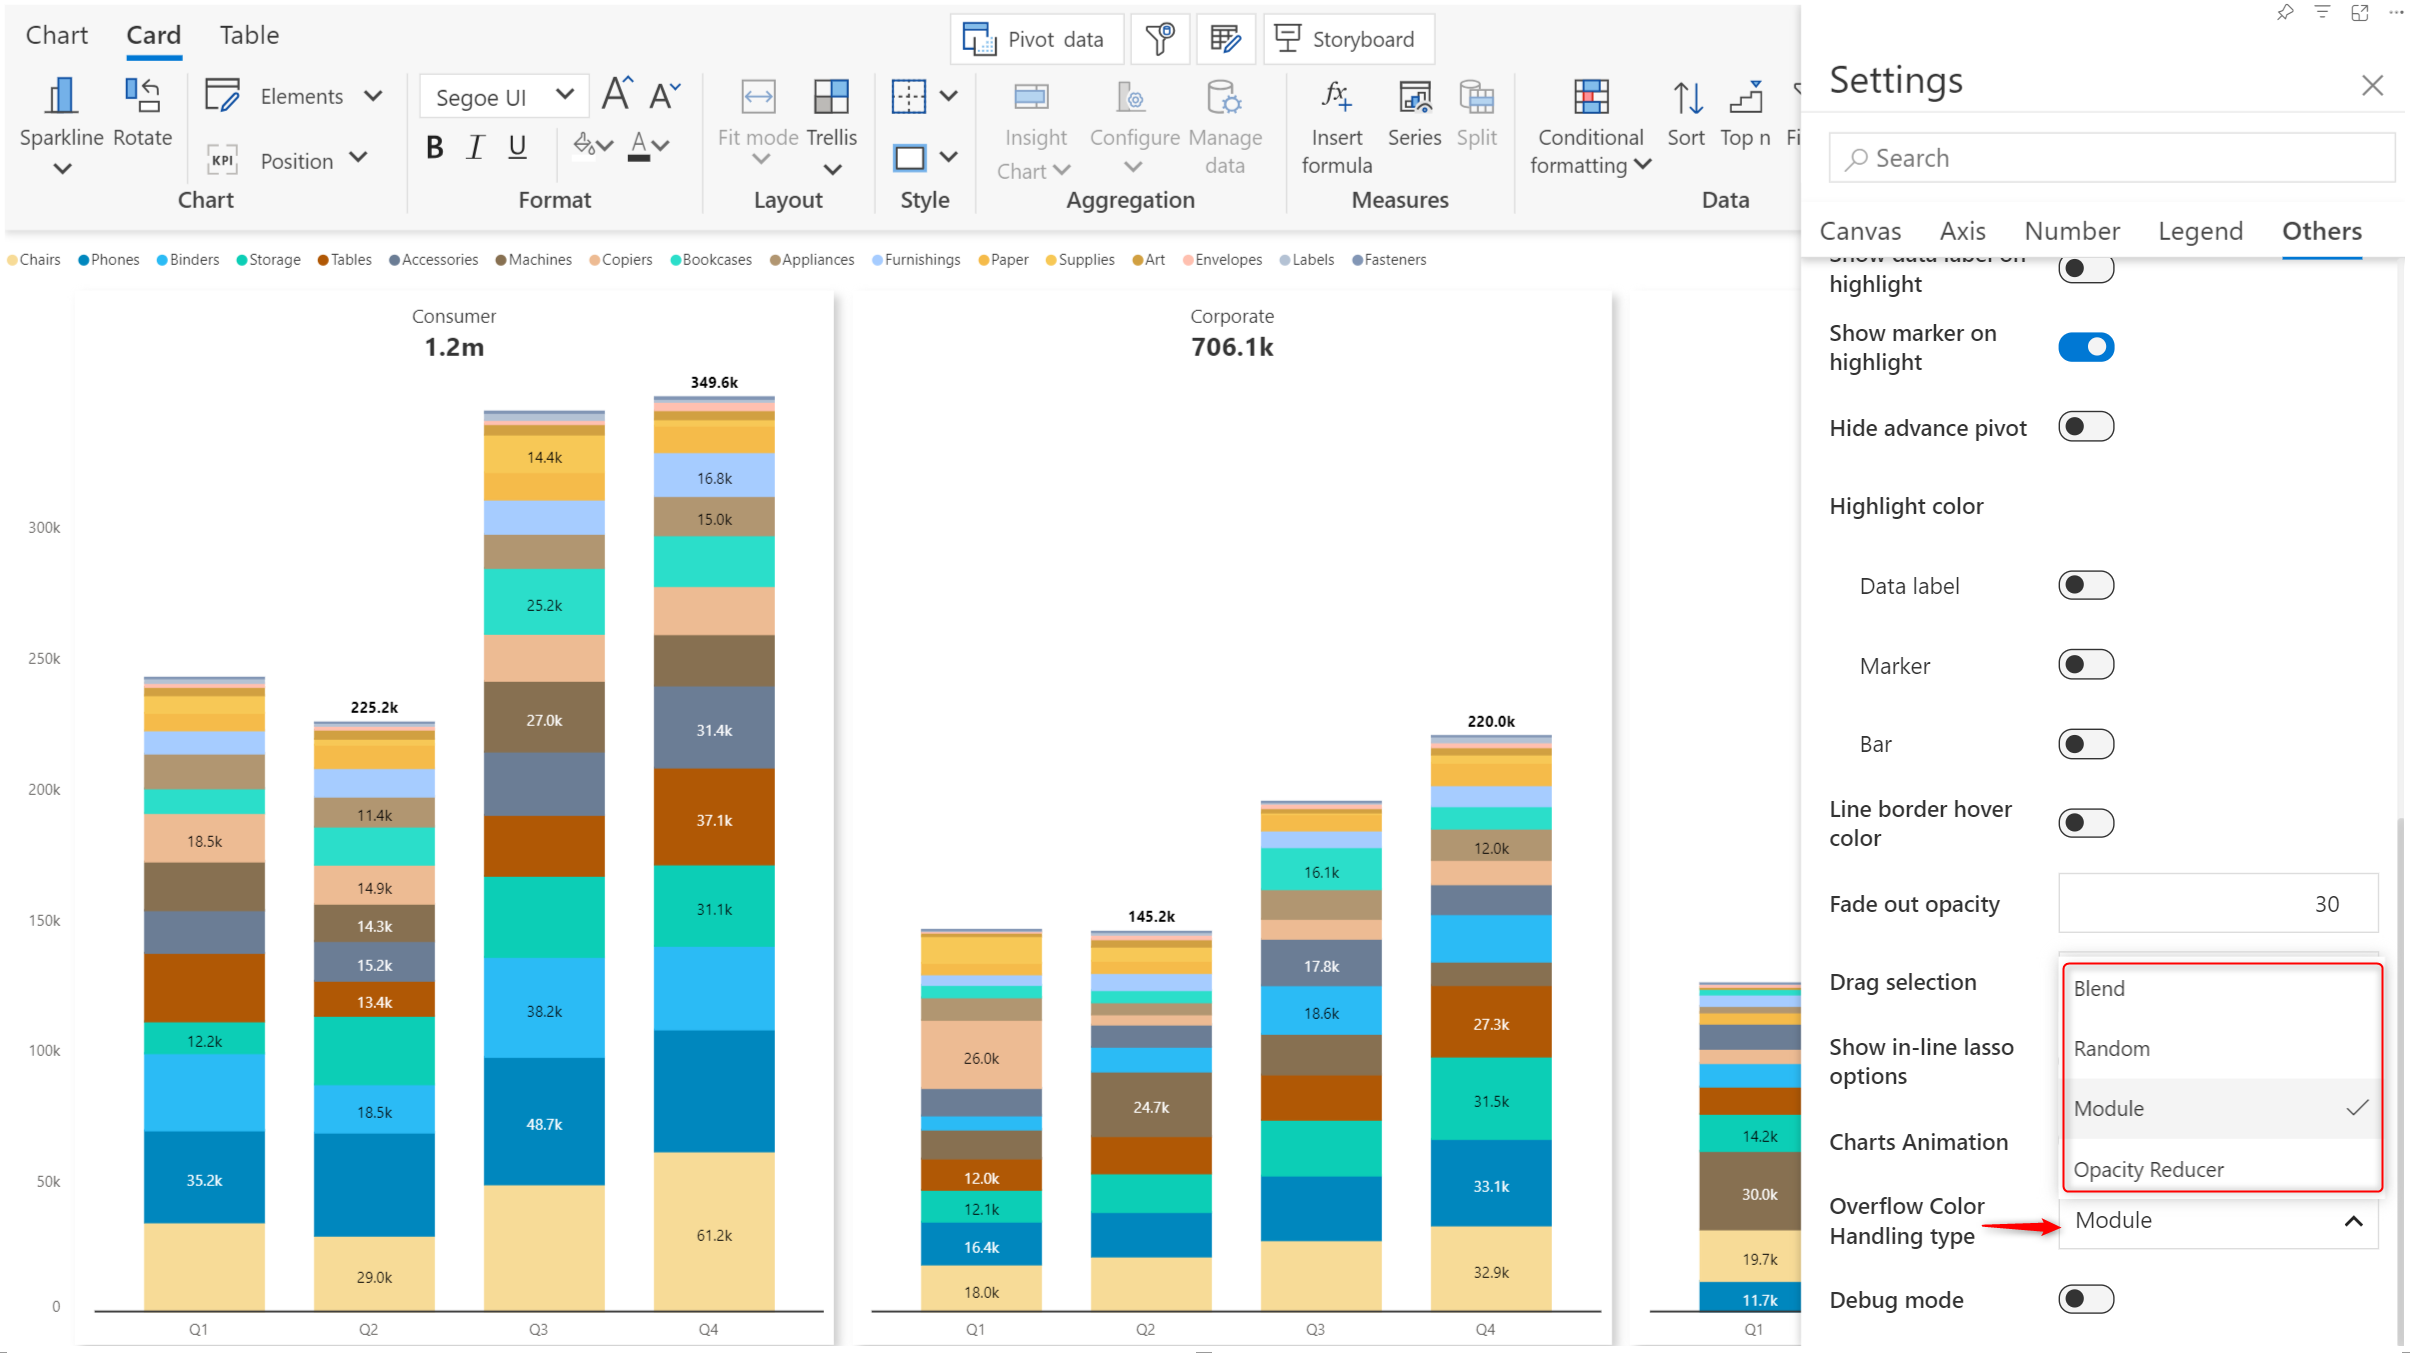 Chart Card Table
Pivot data Storyboard
Sparkline Rotate Elements KPI Position
Chart
Segoe UI A A
B I U A
Format
Fit mode Trellis
Layout
Style
Insight Chart Configure Manage data
Aggregation
fx Insert formula Series Split
Measures
Conditional formatting Sort Top n Fi
Data
Chairs Phones Binders Storage Tables Accessories Machines Copiers Bookcases Appliances Furnishings Paper Supplies Art Envelopes Labels Fasteners
Consumer
1.2m
300k
250k
200k
150k
100k
50k
0
18.5k
12.2k
35.2k
225.2k
11.4k
14.9k
14.3k
15.2k
13.4k
18.5k
29.0k
14.4k
25.2k
27.0k
38.2k
48.7k
349.6k
16.8k
15.0k
31.4k
37.1k
31.1k
61.2k
Q1 Q2 Q3 Q4
Corporate
706.1k
26.0k
12.0k
12.1k
16.4k
18.0k
145.2k
24.7k
16.1k
17.8k
18.6k
220.0k
12.0k
27.3k
31.5k
33.1k
32.9k
Q1 Q2 Q3 Q4
14.2k
30.0k
19.7k
11.7k
Q1
Settings
Search
Canvas Axis Number Legend Others
Show data label on
highlight
Show marker on
highlight
Hide advance pivot
Highlight color
Data label
Marker
Bar
Line border hover
color
Fade out opacity 30
Drag selection
Show in-line lasso
options
Charts Animation
Blend
Random
Module
Opacity Reducer
Overflow Color
Handling type
Module
Debug mode